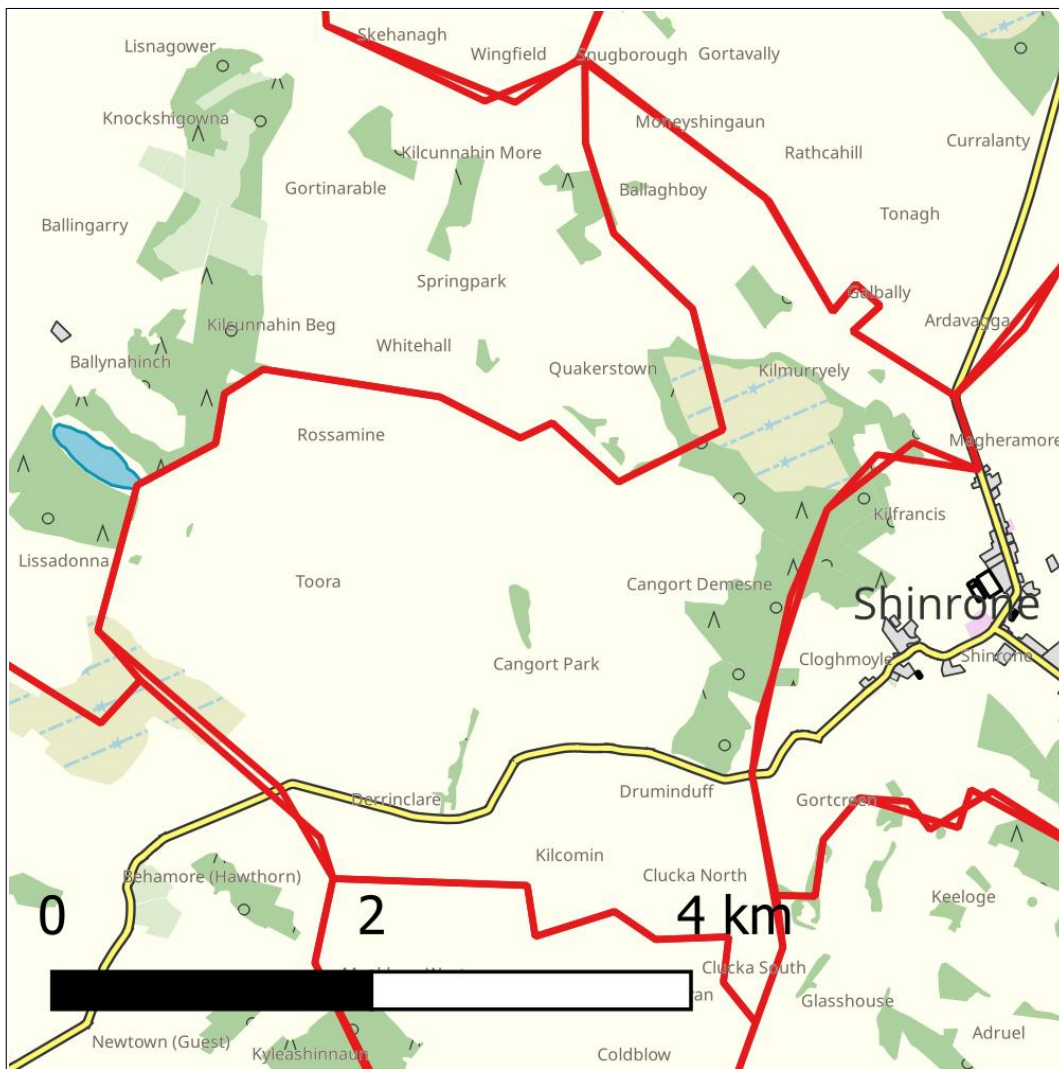 Skehanagh
Lisnagower
Wingfield
Snugborough
Gortavally
Knockshigowna
Moneyshingaun
Curralanty
Kilcunnahin More
Rathcahill
Gortinarable
Ballaghboy
Tonagh
Ballingarry
Springpark
Galbally
Kilcunnahin Beg
Ardavagga
Whitehall
Ballynahinch
Quakerstown
Kilmurryely
Rossamine
Magheramore
Kilfrancis
Lissadonna
Toora
Cangort Demesne
Shinrone
Cangort Park
Cloghmoyle
Shinrone
Derrinclare
Druminduff
Gortcreen
Kilcomin
Behamore (Hawthorn)
Clucka North
Keeloge
0 2 4 km
Clucka South
Glasshouse
Adruel
Newtown (Guest)
Kyleashinnaun
Coldblow